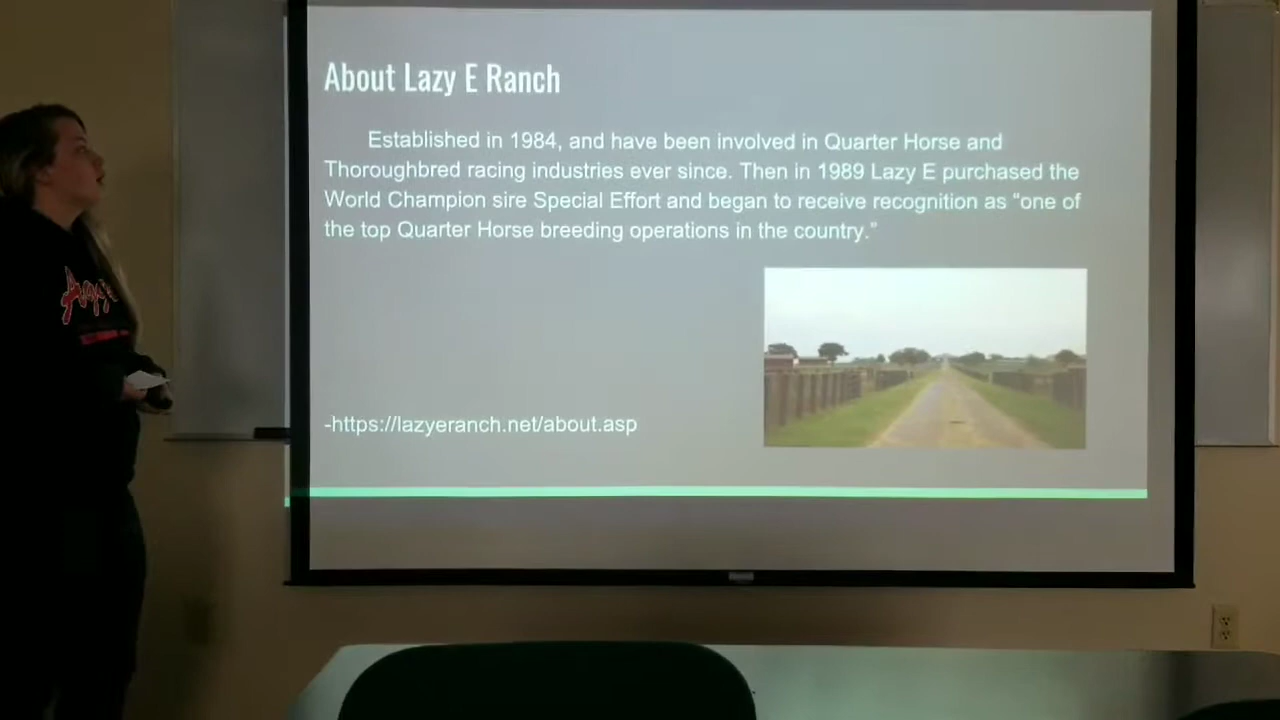 About Lazy E Ranch
Established in 1984, and have been involved in Quarter Horse and
Thoroughbred racing industries ever since. Then in 1989 Lazy E purchased the
World Champion sire Special Effort and began to receive recognition as “one of
the top Quarter Horse breeding operations in the country.”
-https://lazyeranch.net/about.asp